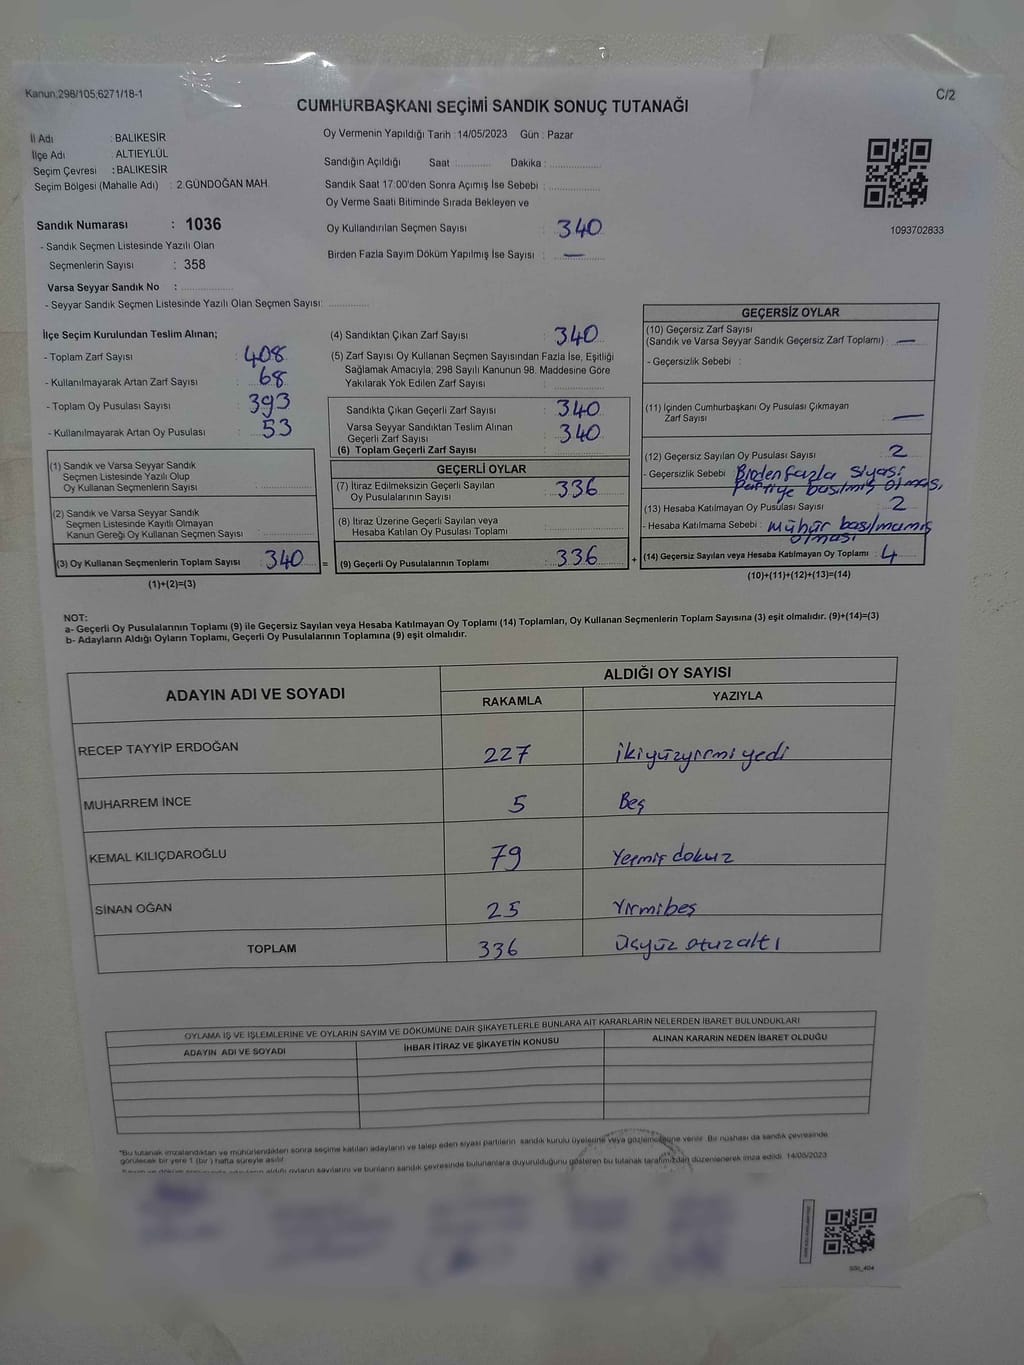 Kanun;298/105;6271/18-1
C/2
CUMHURBAŞKANI SEÇİMİ SANDIK SONUÇ TUTANAĞI
İl Adı : BALIKESİR
İlçe Adı : ALTIEYLÜL
Seçim Çevresi : BALIKESİR
Seçim Bölgesi (Mahalle Adı) : 2.GÜNDOĞAN MAH.
Oy Vermenin Yapıldığı Tarih : 14/05/2023 Gün : Pazar
Sandığın Açıldığı Saat ............ Dakika : ............
Sandık Saat 17:00'den Sonra Açımış İse Sebebi : ............
Oy Verme Saati Bitiminde Sırada Bekleyen ve
Oy Kullandırılan Seçmen Sayısı : 340
Birden Fazla Sayım Döküm Yapılmış İse Sayısı : —
1093702833
Sandık Numarası : 1036
- Sandık Seçmen Listesinde Yazılı Olan
Seçmenlerin Sayısı : 358
Varsa Seyyar Sandık No : ............
- Seyyar Sandık Seçmen Listesinde Yazılı Olan Seçmen Sayısı: ............
İlçe Seçim Kurulundan Teslim Alınan;
- Toplam Zarf Sayısı : 408
- Kullanılmayarak Artan Zarf Sayısı : 68
- Toplam Oy Pusulası Sayısı : 393
- Kullanılmayarak Artan Oy Pusulası : 53
(1) Sandık ve Varsa Seyyar Sandık
Seçmen Listesinde Yazılı Olup
Oy Kullanan Seçmenlerin Sayısı : ............
(2) Sandık ve Varsa Seyyar Sandık
Seçmen Listesinde Kayıtlı Olmayan
Kanun Gereği Oy Kullanan Seçmen Sayısı : ............
(3) Oy Kullanan Seçmenlerin Toplam Sayısı : 340
(1)+(2)=(3)
(4) Sandıktan Çıkan Zarf Sayısı : 340
(5) Zarf Sayısı Oy Kullanan Seçmen Sayısından Fazla İse, Eşitliği
Sağlamak Amacıyla; 298 Sayılı Kanunun 98. Maddesine Göre
Yakılarak Yok Edilen Zarf Sayısı : ............
Sandıkta Çıkan Geçerli Zarf Sayısı : 340
Varsa Seyyar Sandıktan Teslim Alınan
Geçerli Zarf Sayısı : 340
(6) Toplam Geçerli Zarf Sayısı : ............
GEÇERLİ OYLAR
(7) İtiraz Edilmeksizin Geçerli Sayılan
Oy Pusulalarının Sayısı : 336
(8) İtiraz Üzerine Geçerli Sayılan veya
Hesaba Katılan Oy Pusulası Toplamı : ............
= (9) Geçerli Oy Pusulalarının Toplamı : 336
GEÇERSİZ OYLAR
(10) Geçersiz Zarf Sayısı
(Sandık ve Varsa Seyyar Sandık Geçersiz Zarf Toplamı) : —
- Geçersizlik Sebebi :
(11) İçinden Cumhurbaşkanı Oy Pusulası Çıkmayan
Zarf Sayısı : —
(12) Geçersiz Sayılan Oy Pusulası Sayısı : 2
- Geçersizlik Sebebi : Birden fazla siyasi
Partiye basılmış olması,
(13) Hesaba Katılmayan Oy Pusulası Sayısı : 2
- Hesaba Katılmama Sebebi : mühür basılmamış
olması
+ (14) Geçersiz Sayılan veya Hesaba Katılmayan Oy Toplamı : 4
(10)+(11)+(12)+(13)=(14)
NOT:
a- Geçerli Oy Pusulalarının Toplamı (9) ile Geçersiz Sayılan veya Hesaba Katılmayan Oy Toplamı (14) Toplamları, Oy Kullanan Seçmenlerin Toplam Sayısına (3) eşit olmalıdır. (9)+(14)=(3)
b- Adayların Aldığı Oyların Toplamı, Geçerli Oy Pusulalarının Toplamına (9) eşit olmalıdır.
ADAYIN ADI VE SOYADI
ALDIĞI OY SAYISI
RAKAMLA YAZIYLA
RECEP TAYYİP ERDOĞAN 227 İkiyüzyirmiyedi
MUHARREM İNCE 5 Beş
KEMAL KILIÇDAROĞLU 79 Yetmiş dokuz
SİNAN OĞAN 25 Yirmibeş
TOPLAM 336 Üçyüz otuzaltı
OYLAMA İŞ VE İŞLEMLERİNE VE OYLARIN SAYIM VE DÖKÜMÜNE DAİR ŞİKAYETLERLE BUNLARA AİT KARARLARIN NELERDEN İBARET BULUNDUKLARI
ADAYIN ADI VE SOYADI İHBAR İTİRAZ VE ŞİKAYETİN KONUSU ALINAN KARARIN NEDEN İBARET OLDUĞU
"Bu tutanak imzalandıktan ve mühürlendikten sonra seçime katılan adayların ve talep eden siyasi partilerin sandık kurulu üyelerine veya gözlemcisine verilir. Bir nüshası da sandık çevresinde
görülecek bir yere 1 (bir) hafta süreyle asılır.
aldığı oyların sayılarını ve bunların sandık çevresinde bulunanlara duyurulduğunu gösteren bu tutanak tarafımızdan düzenlenerek imza edildi. 14/05/2023